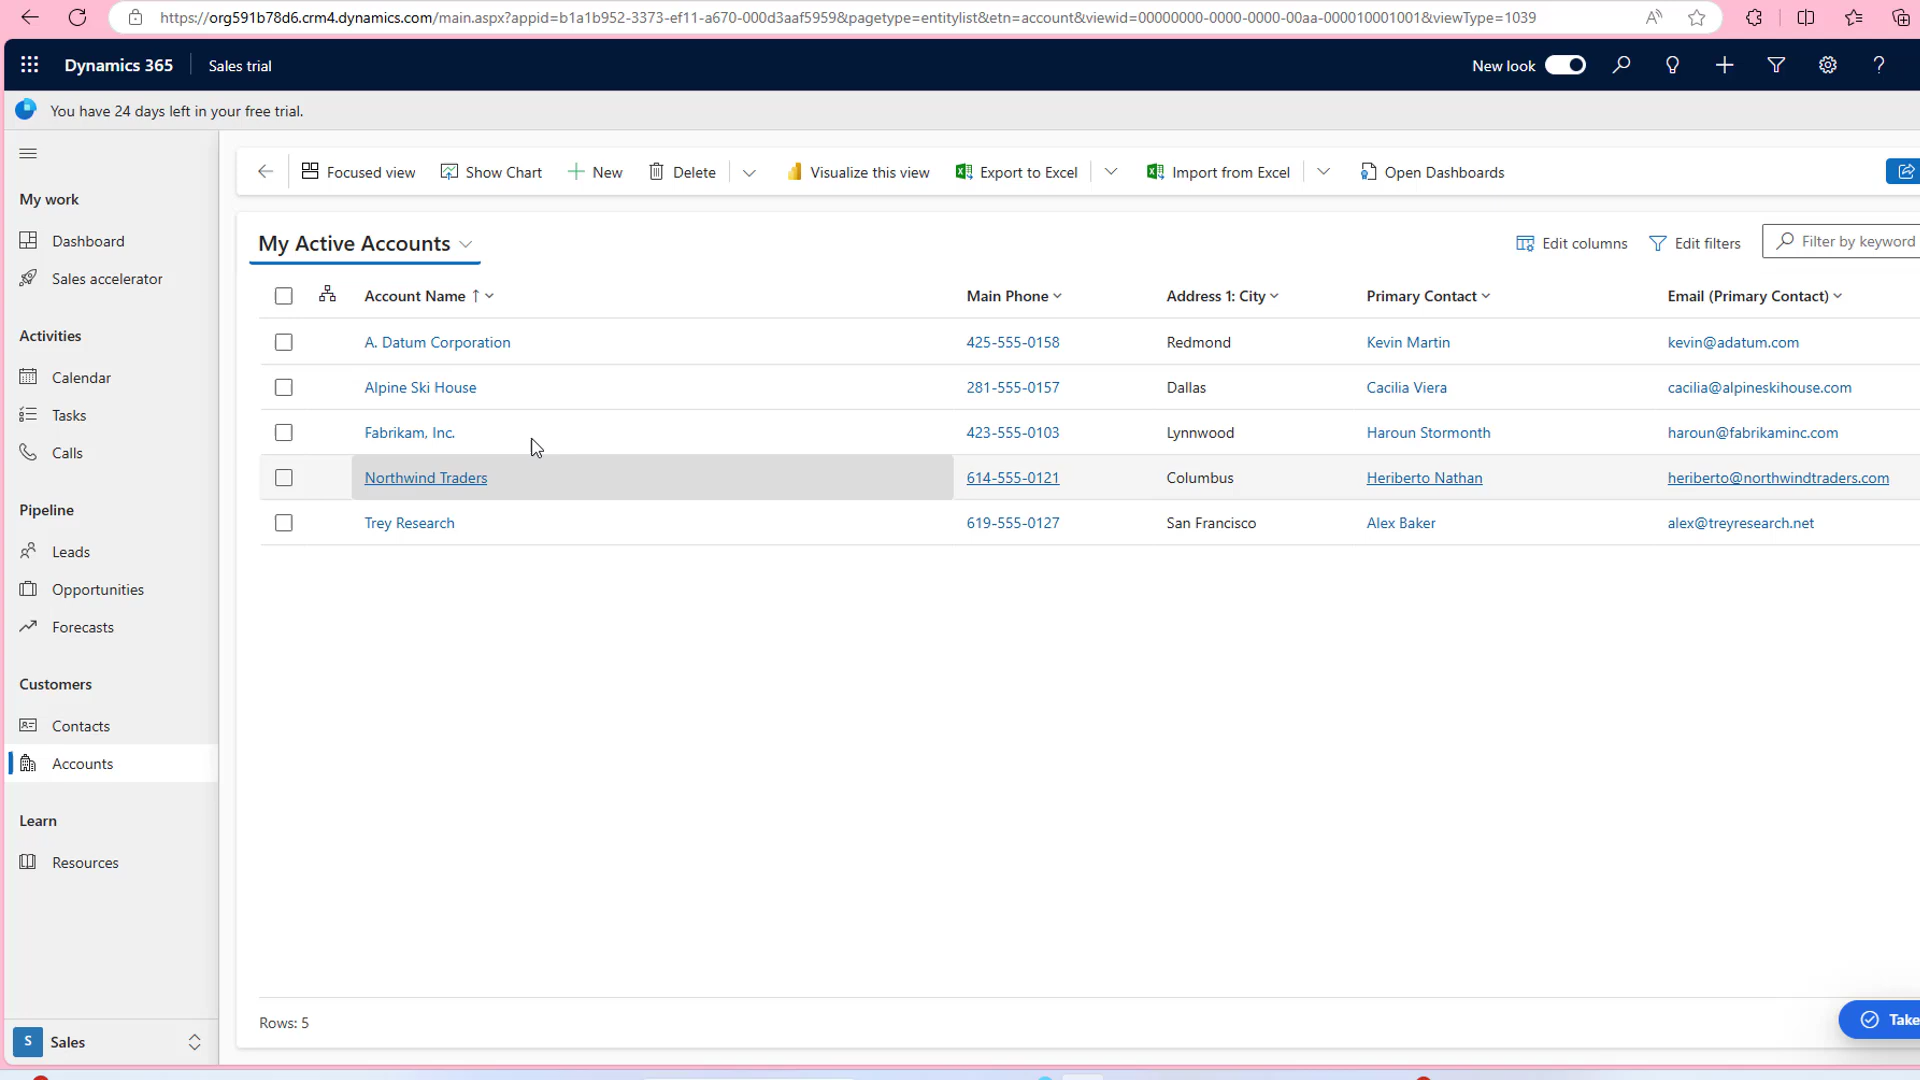 https://org591b78d6.crm4.dynamics.com/main.aspx?appid=b1a1b952-3373-ef11-a670-000d3aaf5959&pagetype=entitylist&etn=account&viewid=00000000-0000-0000-00aa-000010001001&viewType=1039
Dynamics 365 Sales trial New look
You have 24 days left in your free trial.
Focused view Show Chart New Delete Visualize this view Export to Excel Import from Excel Open Dashboards
My work
Dashboard
Sales accelerator
Activities
Calendar
Tasks
Calls
Pipeline
Leads
Opportunities
Forecasts
Customers
Contacts
Accounts
Learn
Resources
S Sales
My Active Accounts Edit columns Edit filters Filter by keyword
Account Name Main Phone Address 1: City Primary Contact Email (Primary Contact)
A. Datum Corporation 425-555-0158 Redmond Kevin Martin kevin@adatum.com
Alpine Ski House 281-555-0157 Dallas Cacilia Viera cacilia@alpineskihouse.com
Fabrikam, Inc. 423-555-0103 Lynnwood Haroun Stormonth haroun@fabrikaminc.com
Northwind Traders 614-555-0121 Columbus Heriberto Nathan heriberto@northwindtraders.com
Trey Research 619-555-0127 San Francisco Alex Baker alex@treyresearch.net
Rows: 5
Take